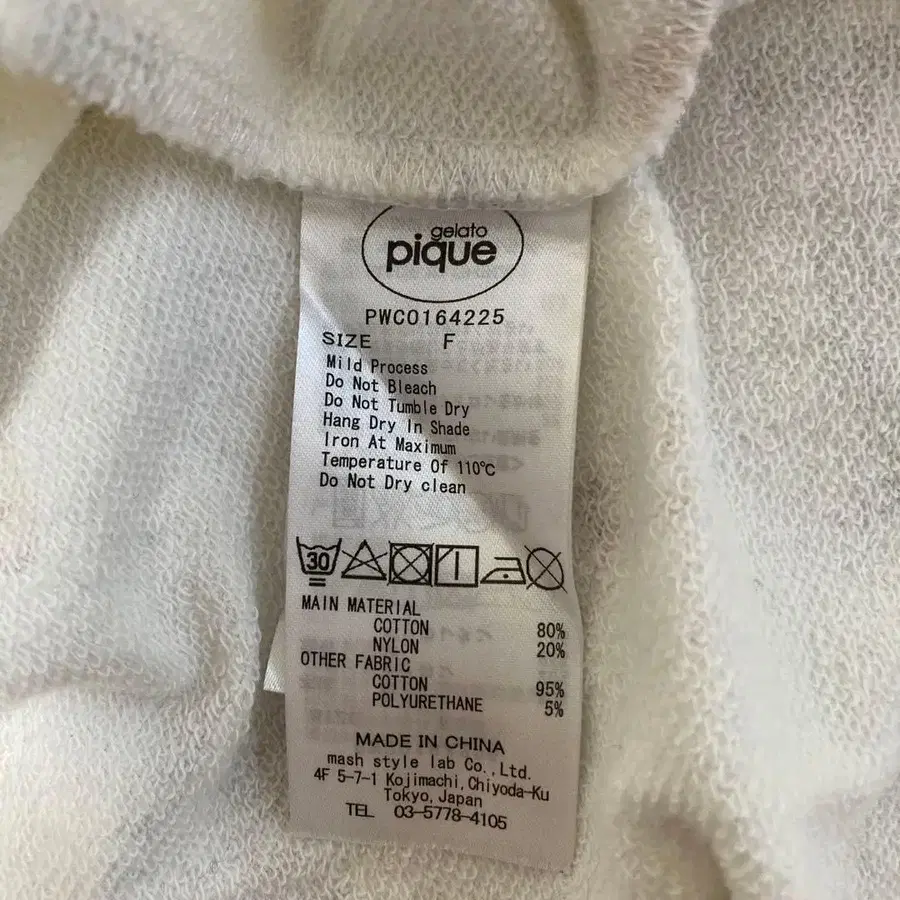 gelato
pique
PWCO164225
SIZE F
Mild Process
Do Not Bleach
Do Not Tumble Dry
Hang Dry In Shade
Iron At Maximum
Temperature Of 110℃
Do Not Dry clean
30
MAIN MATERIAL
COTTON 80%
NYLON 20%
OTHER FABRIC
COTTON 95%
POLYURETHANE 5%
MADE IN CHINA
mash style lab Co., Ltd.
4F 5-7-1 Kojimachi, Chiyoda-Ku
Tokyo, Japan
TEL 03-5778-4105